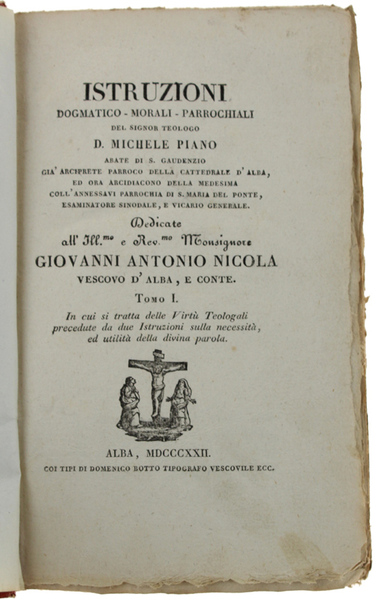 ISTRUZIONI
DOGMATICO - MORALI - PARROCHIALI
DEL SIGNOR TEOLOGO
D. MICHELE PIANO
ABATE DI S. GAUDENZIO
GIA' ARCIPRETE PARROCO DELLA CATTEDRALE D'ALBA,
ED ORA ARCIDIACONO DELLA MEDESIMA
COLL'ANNESSAVI PARROCHIA DI S. MARIA DEL PONTE,
ESAMINATORE SINODALE, E VICARIO GENERALE.
Dedicate
all' Ill.mo e Rev.mo Monsignore
GIOVANNI ANTONIO NICOLA
VESCOVO D'ALBA, E CONTE.
TOMO I.
In cui si tratta delle Virtù Teologali
precedute da due Istruzioni sulla necessità,
ed utilità della divina parola.
ALBA, MDCCCXXII.
COI TIPI DI DOMENICO BOTTO TIPOGRAFO VESCOVILE ECC.